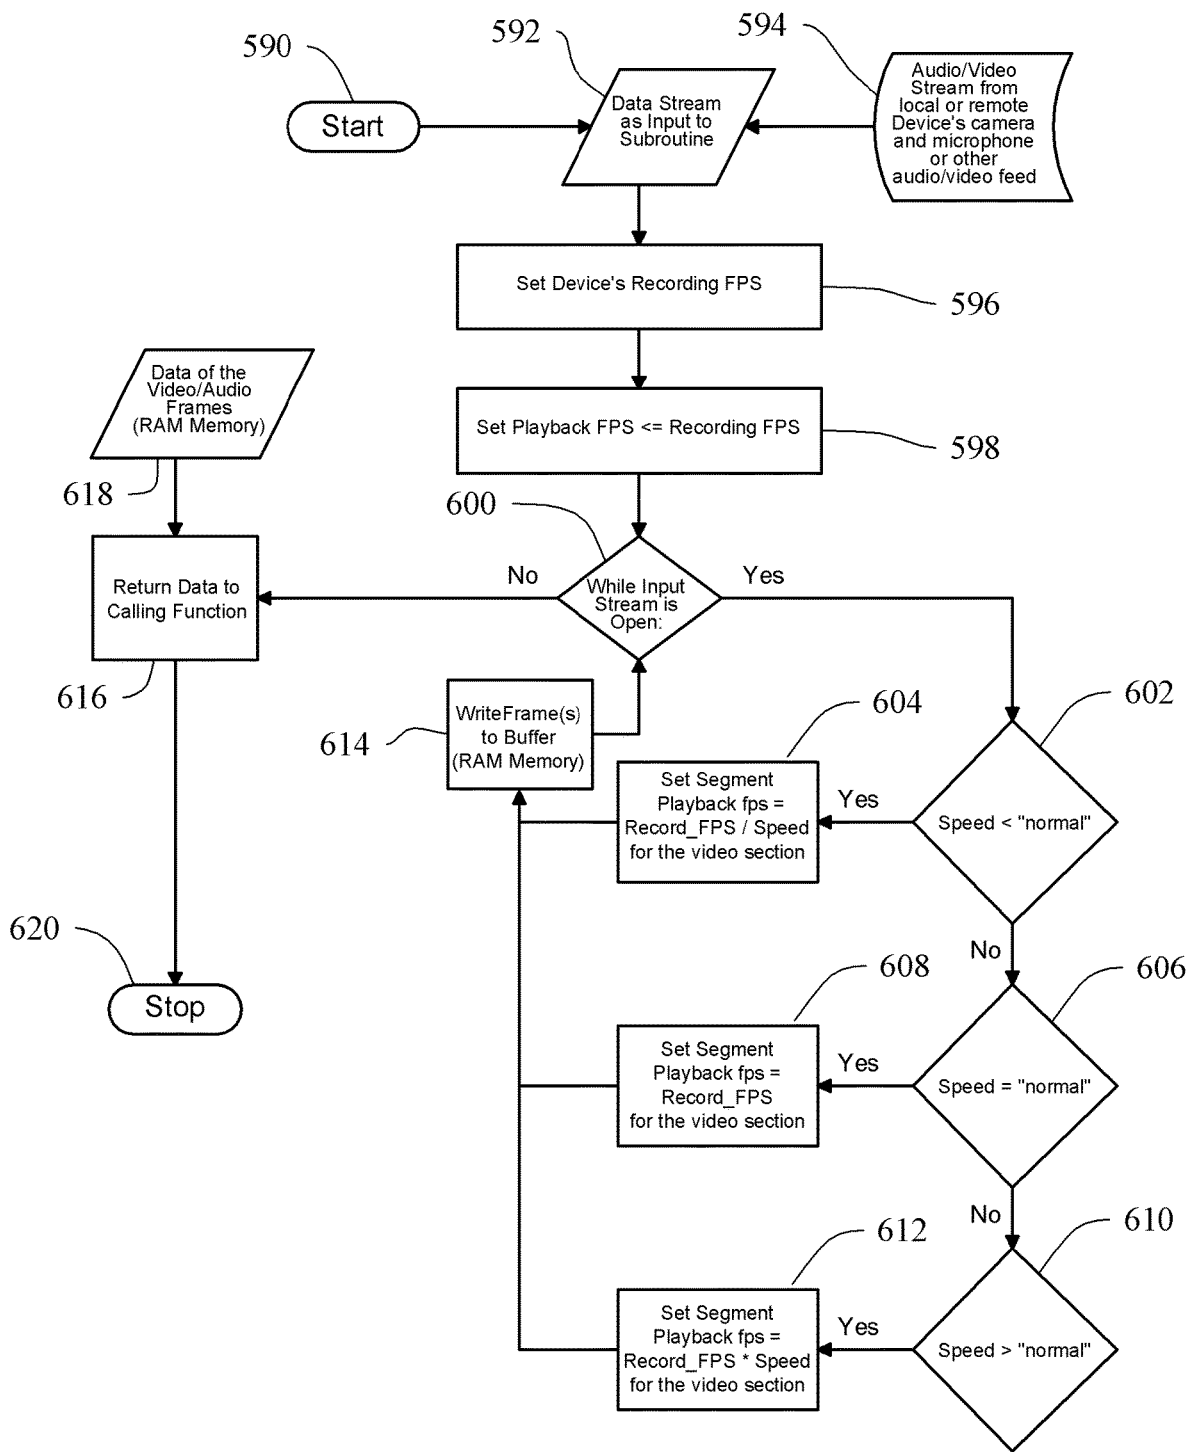 590
592
594
Start
Data Stream
as Input to
Subroutine
Audio/Video
Stream from
local or remote
Device's camera
and microphone
or other
audio/video feed
Set Device's Recording FPS
596
Data of the
Video/Audio
Frames
(RAM Memory)
618
Set Playback FPS <= Recording FPS
598
600
No
Yes
While Input
Stream is
Open:
Return Data to
Calling Function
616
WriteFrame(s)
to Buffer
(RAM Memory)
614
604
602
Set Segment
Playback fps =
Record_FPS / Speed
for the video section
Yes
Speed < "normal"
No
620
Stop
608
606
Set Segment
Playback fps =
Record_FPS
for the video section
Yes
Speed = "normal"
No
612
610
Set Segment
Playback fps =
Record_FPS * Speed
for the video section
Yes
Speed > "normal"